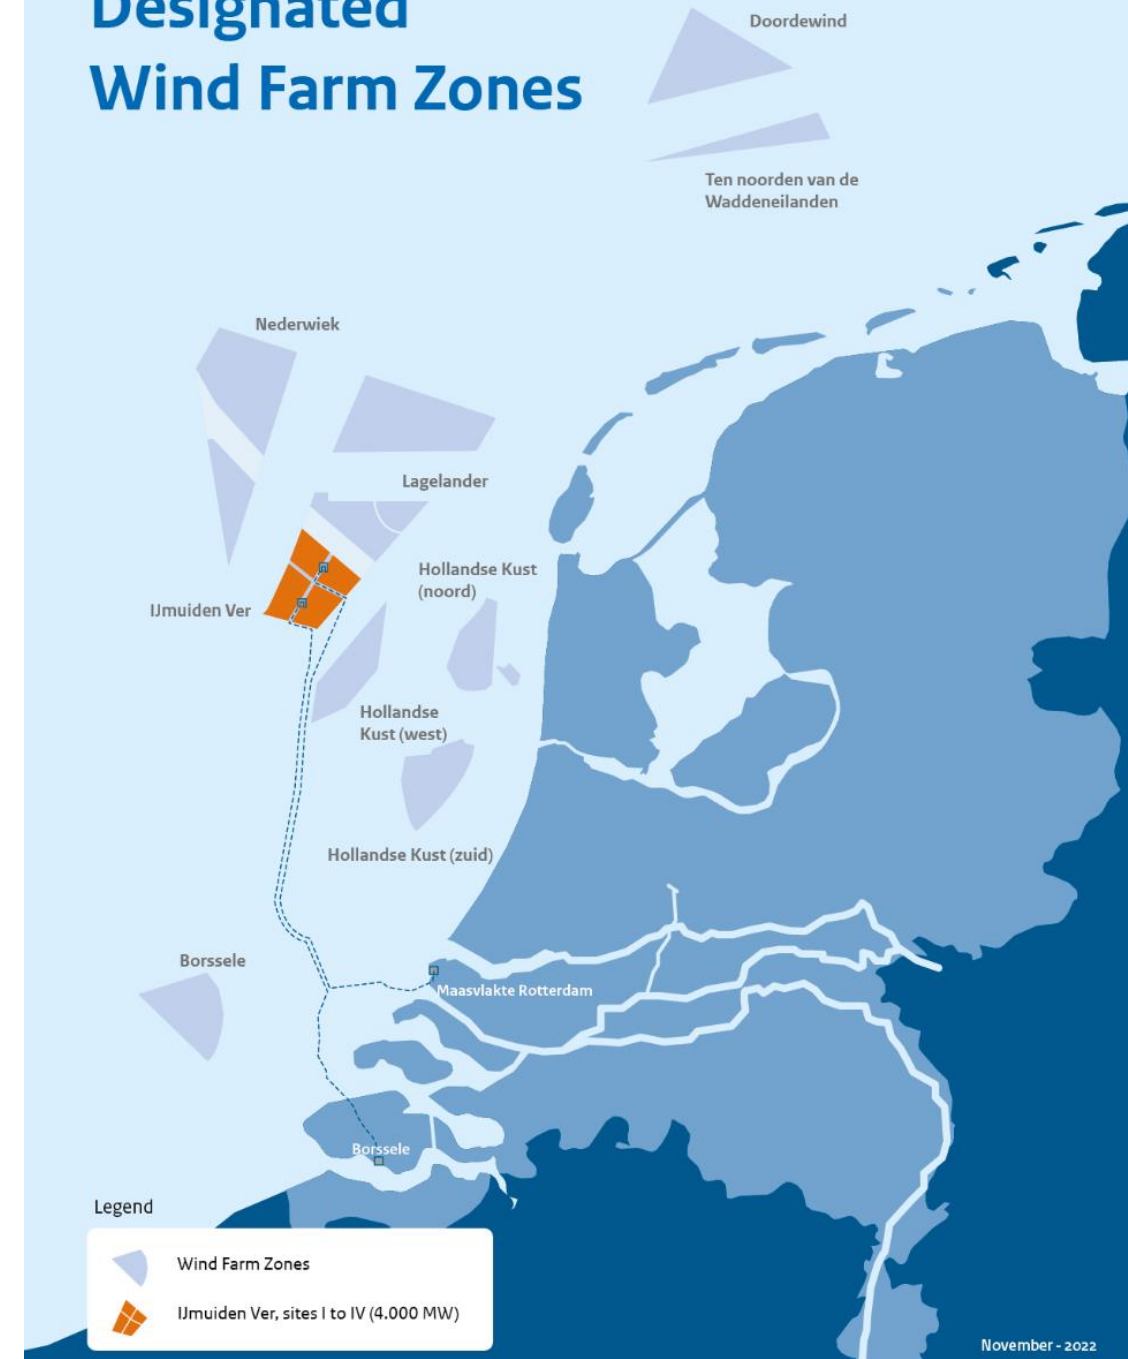 Designated
Wind Farm Zones
Doordewind
Ten noorden van de
Waddeneilanden
Nederwiek
Lagelander
Hollandse Kust
(noord)
IJmuiden Ver
Hollandse
Kust (west)
Hollandse Kust (zuid)
Borssele
Maasvlakte Rotterdam
Borssele
Legend
Wind Farm Zones
IJmuiden Ver, sites I to IV (4.000 MW)
November - 2022